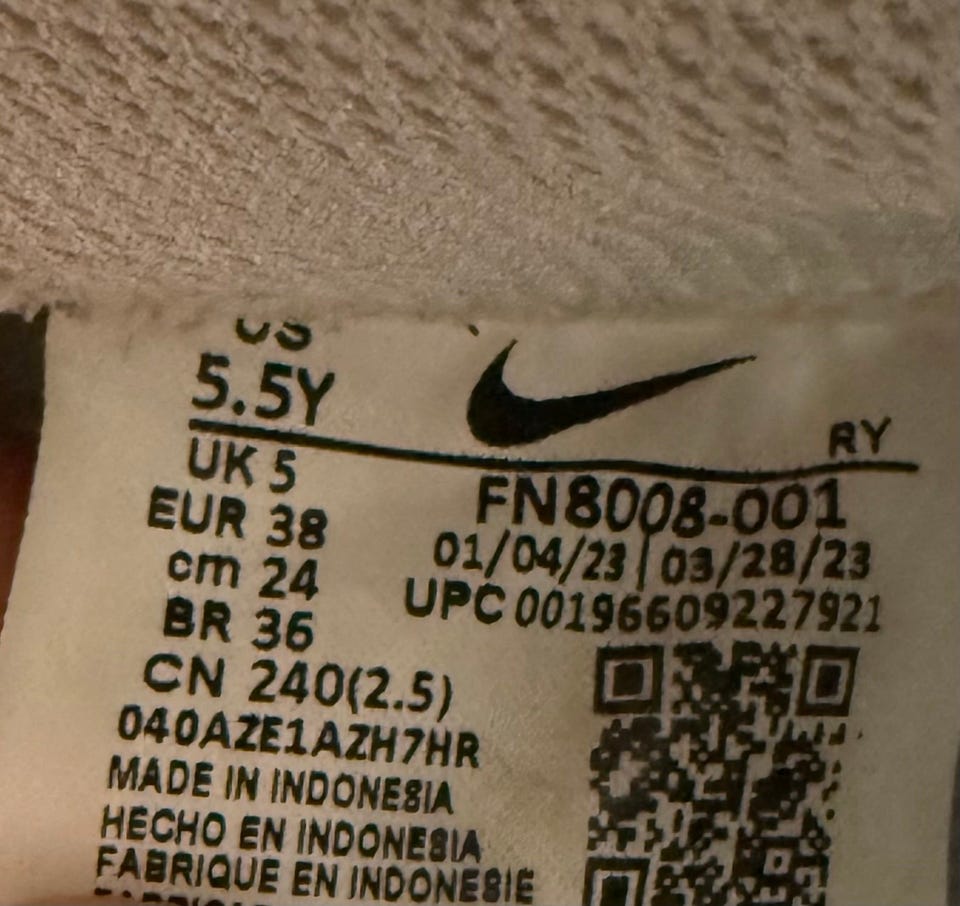 US
5.5Y
RY
UK 5
EUR 38
cm 24
BR 36
CN 240(2.5)
040AZE1AZH7HR
MADE IN INDONESIA
HECHO EN INDONESIA
FABRIQUE EN INDONESIE
FN8008-001
01/04/23 | 03/28/23
UPC 00196609227921